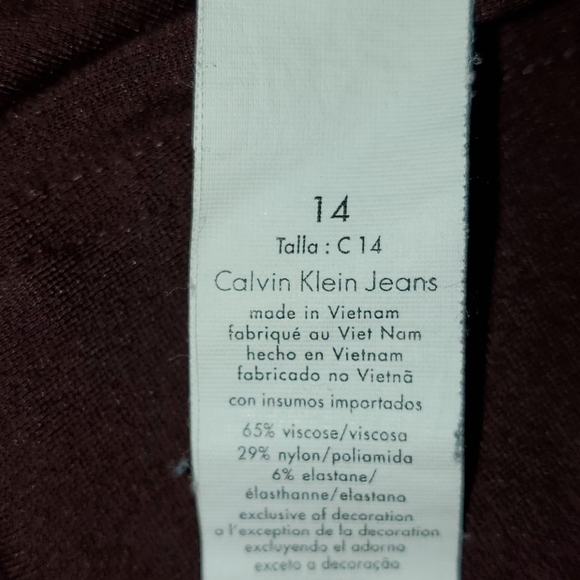 14
Talla : C 14
Calvin Klein Jeans
made in Vietnam
fabriqué au Viet Nam
hecho en Vietnam
fabricado no Vietnã
con insumos importados
65% viscose/viscosa
29% nylon/poliamida
6% elastane/
élasthanne/elastano
exclusive of decoration
a l'exception de la decoration
excluyendo el adorno
exceto a decoração